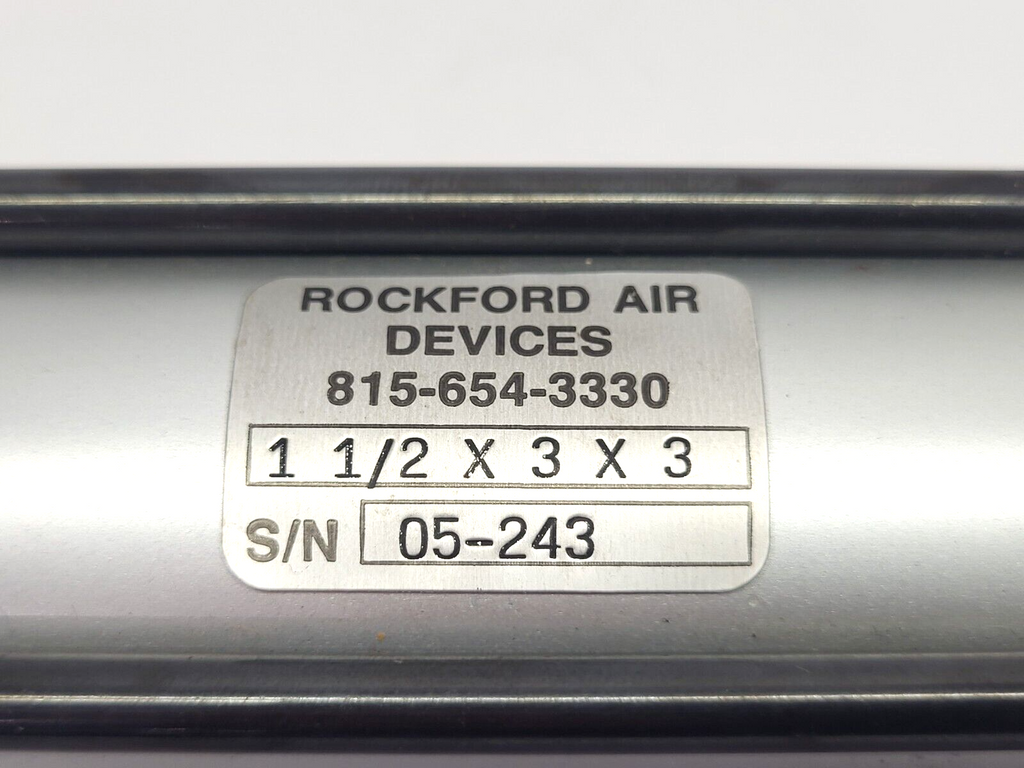 ROCKFORD AIR
DEVICES
815-654-3330
1 1/2 X 3 X 3
S/N 05-243